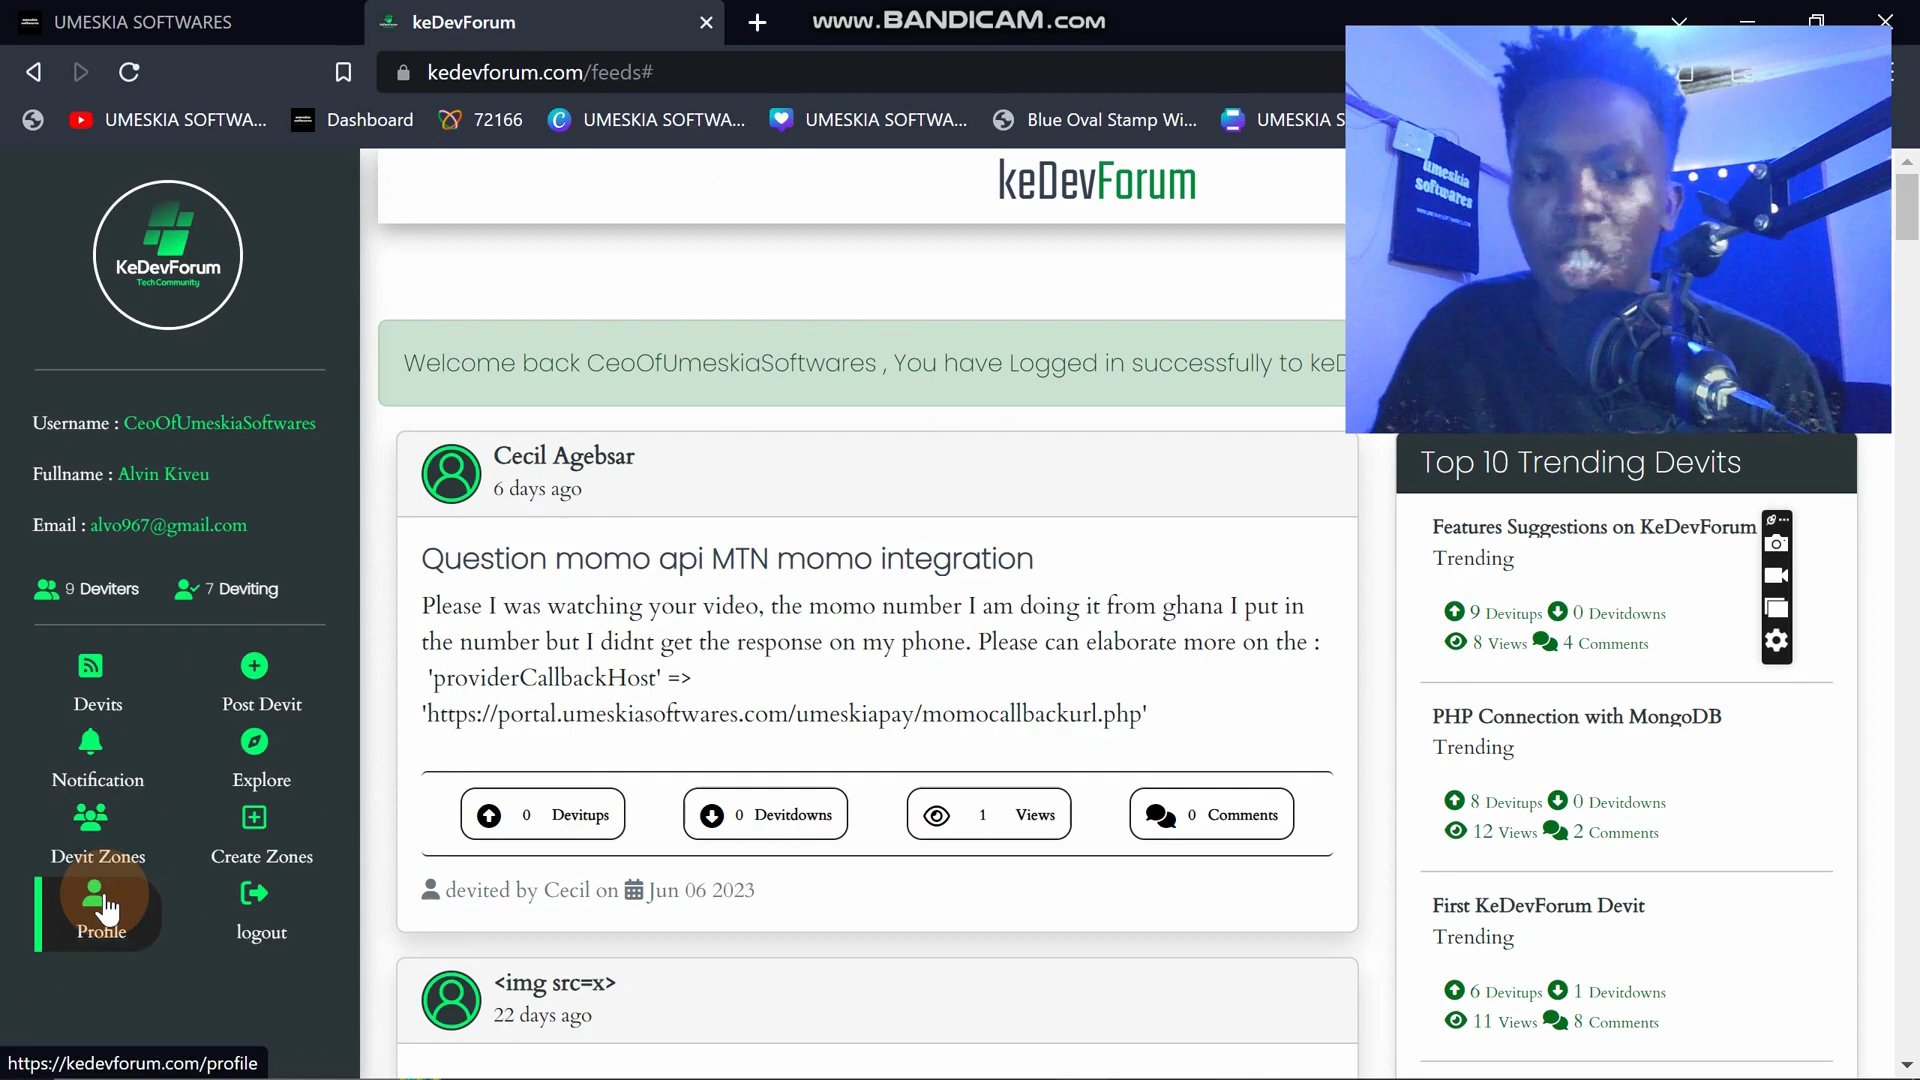 UMESKIA SOFTWARES
keDevForum
www.BANDICAM.com
kedevforum.com/feeds#
UMESKIA SOFTWA...
Dashboard
72166
UMESKIA SOFTWA...
UMESKIA SOFTWA...
Blue Oval Stamp Wi...
UMESKIA S
umeskia
softwares
KeDevForum
Tech Community
keDevForum
Welcome back CeoOfUmeskiaSoftwares , You have Logged in successfully to keD
Username : CeoOfUmeskiaSoftwares
Fullname : Alvin Kiveu
Email : alvo967@gmail.com
9 Deviters
7 Deviting
Devits
Post Devit
Notification
Explore
Devit Zones
Create Zones
Profile
logout
Cecil Agebsar
6 days ago
Question momo api MTN momo integration
Please I was watching your video, the momo number I am doing it from ghana I put in
the number but I didnt get the response on my phone. Please can elaborate more on the :
'providerCallbackHost' =>
'https://portal.umeskiasoftwares.com/umeskiapay/momocallbackurl.php'
0 Devitups
0 Devitdowns
1 Views
0 Comments
devited by Cecil on Jun 06 2023
<img src=x>
22 days ago
Top 10 Trending Devits
Features Suggestions on KeDevForum
Trending
9 Devitups 0 Devitdowns
8 Views 4 Comments
PHP Connection with MongoDB
Trending
8 Devitups 0 Devitdowns
12 Views 2 Comments
First KeDevForum Devit
Trending
6 Devitups 1 Devitdowns
11 Views 8 Comments
https://kedevforum.com/profile